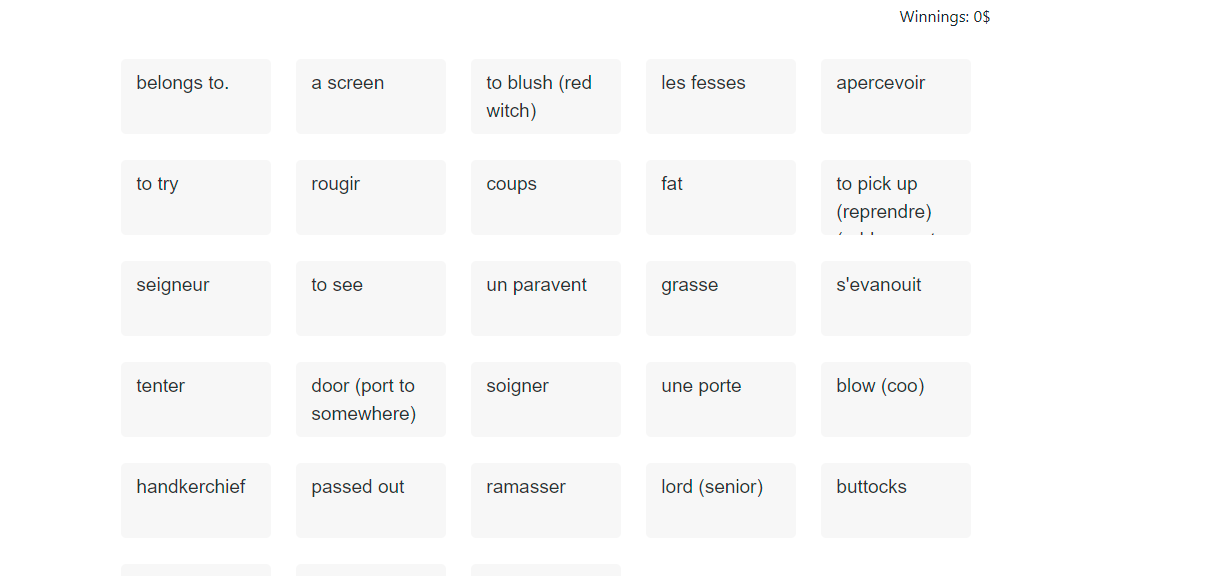 Winnings: 0$
belongs to.
a screen
to blush (red
witch)
les fesses
apercevoir
to try
rougir
coups
fat
to pick up
(reprendre)
seigneur
to see
un paravent
grasse
s'evanouit
tenter
door (port to
somewhere)
soigner
une porte
blow (coo)
handkerchief
passed out
ramasser
lord (senior)
buttocks